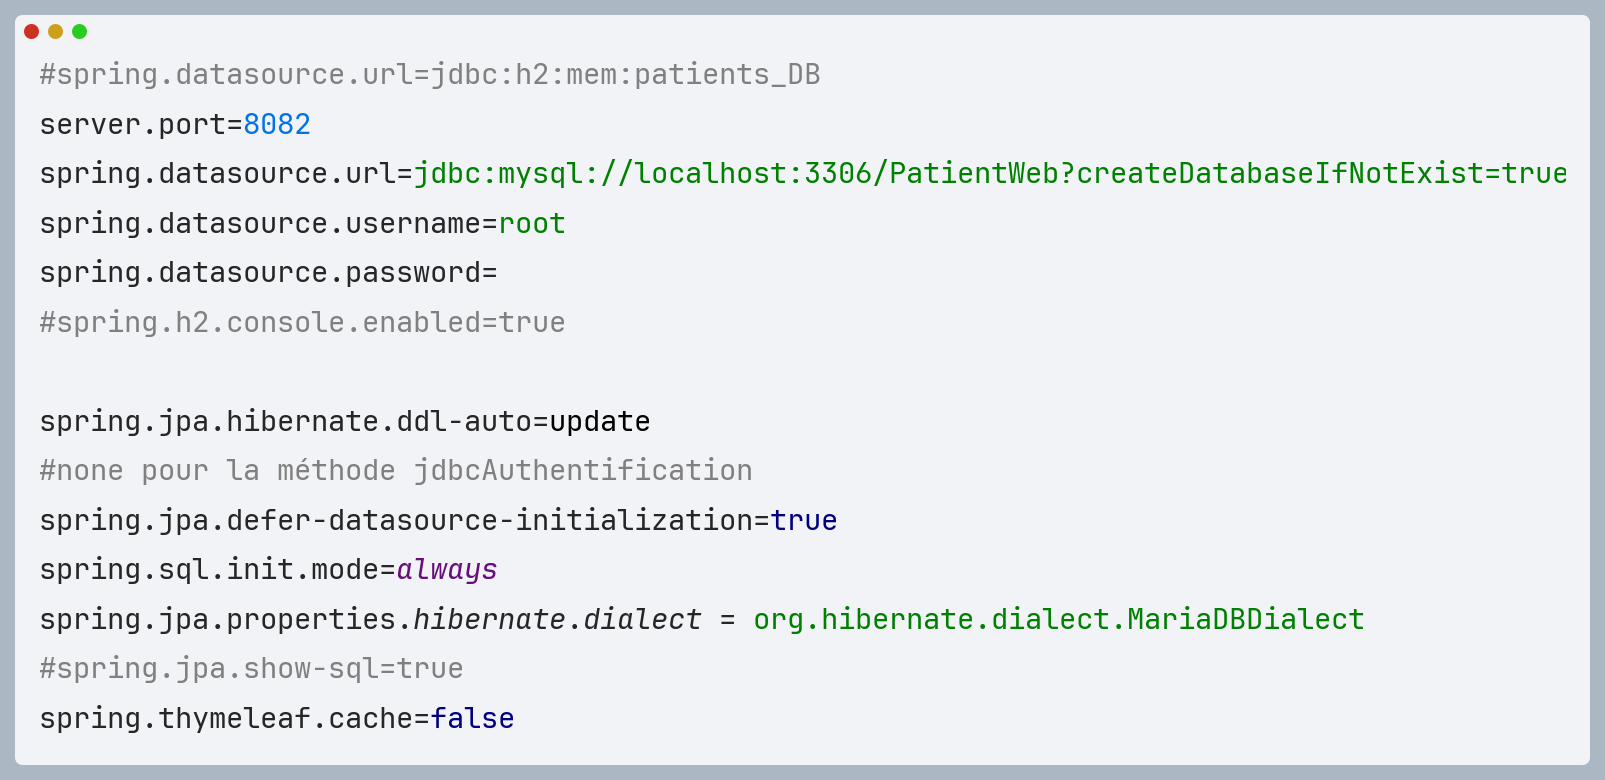 #spring.datasource.url=jdbc:h2:mem:patients_DB
server.port=8082
spring.datasource.url=jdbc:mysql://localhost:3306/PatientWeb?createDatabaseIfNotExist=true
spring.datasource.username=root
spring.datasource.password=
#spring.h2.console.enabled=true
spring.jpa.hibernate.ddl-auto=update
#none pour la méthode jdbcAuthentification
spring.jpa.defer-datasource-initialization=true
spring.sql.init.mode=always
spring.jpa.properties.hibernate.dialect = org.hibernate.dialect.MariaDBDialect
#spring.jpa.show-sql=true
spring.thymeleaf.cache=false